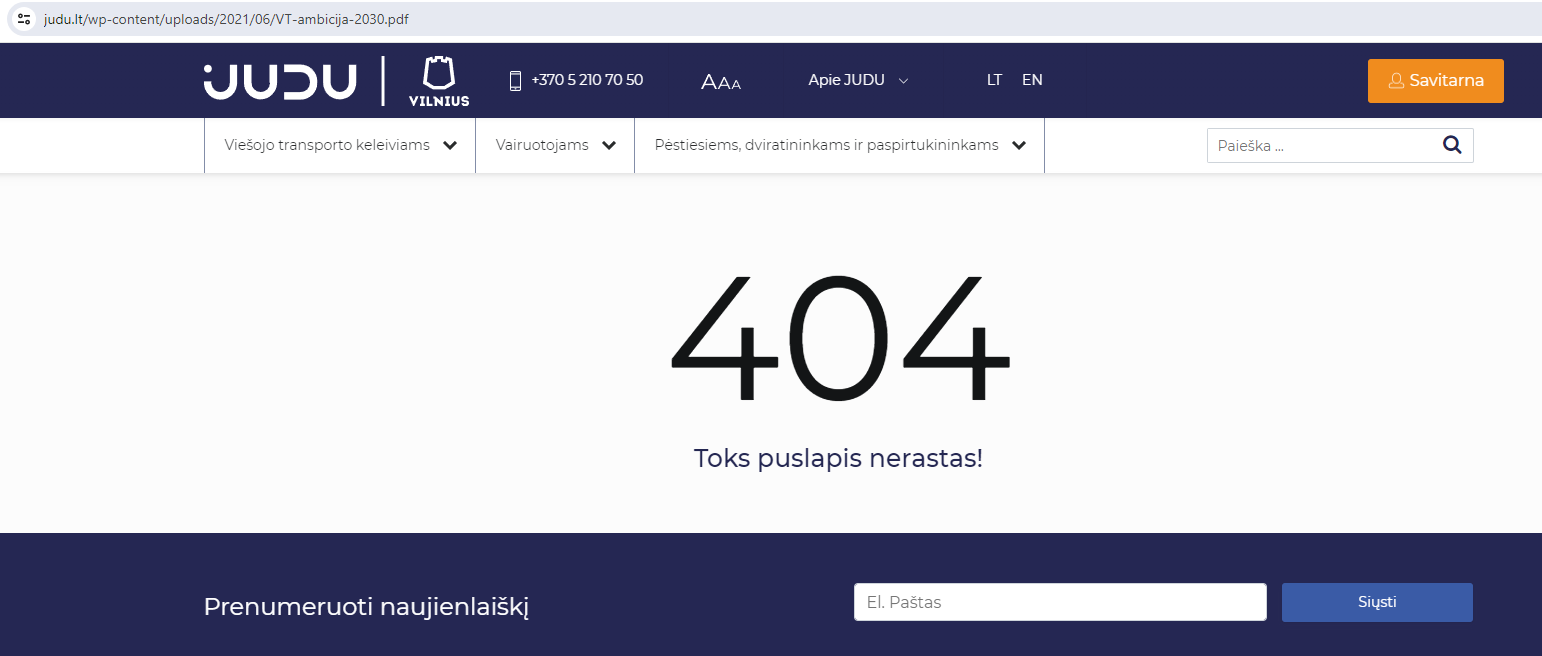 judu.lt/wp-content/uploads/2021/06/VT-ambicija-2030.pdf
JUDU
VILNIUS
+370 5 210 70 50
AAA
Apie JUDU
LT EN
Savitarna
Viešojo transporto keleiviams
Vairuotojams
Pėstiesiems, dviratininkams ir paspirtukininkams
Paieška ...
404
Toks puslapis nerastas!
Prenumeruoti naujienlaiškį
El. Paštas
Siųsti